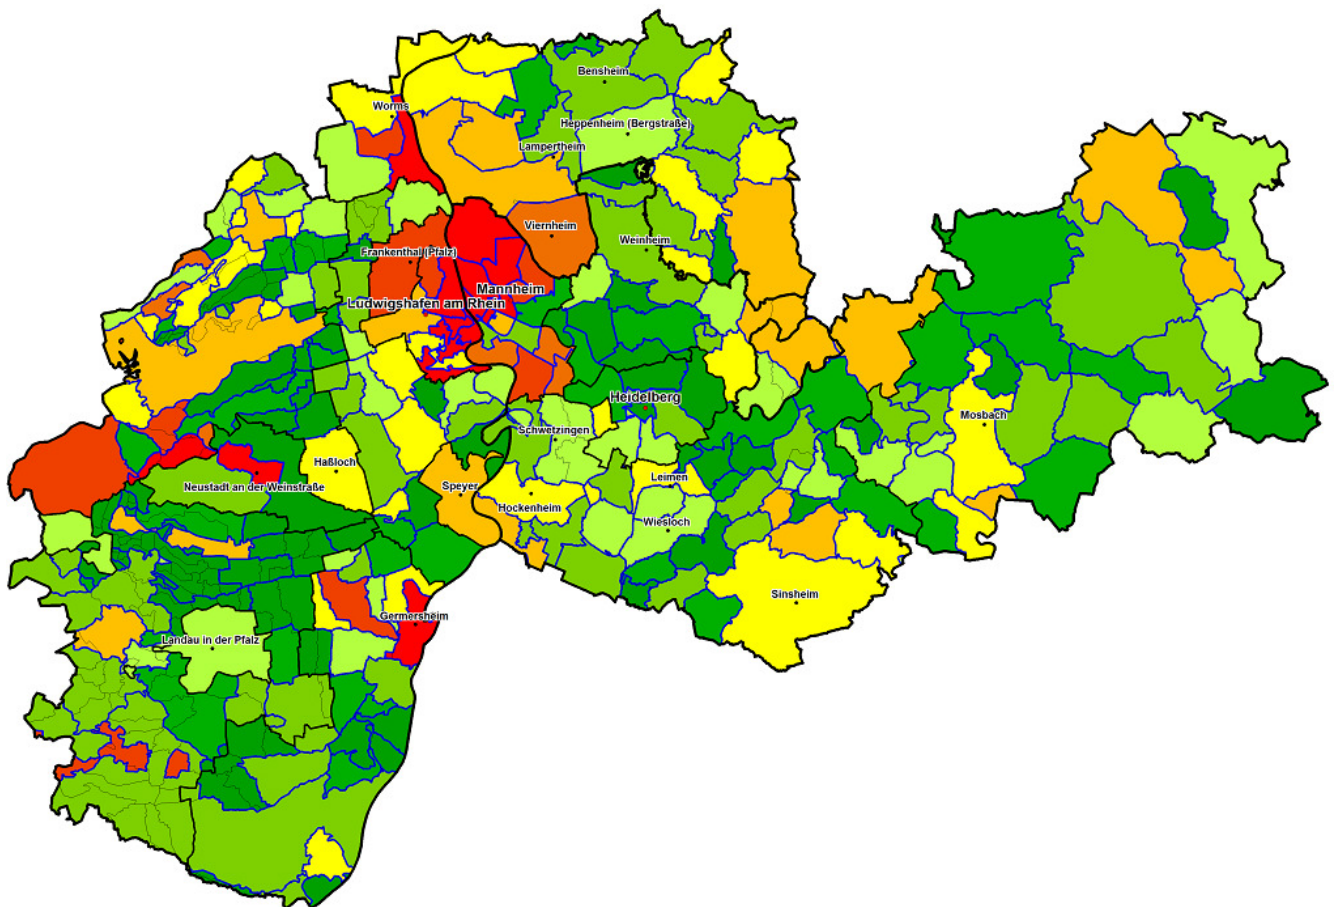 Bensheim
Worms
Heppenheim (Bergstraße)
Lampertheim
Viernheim
Weinheim
Frankenthal (Pfalz)
Mannheim
Ludwigshafen am Rhein
Heidelberg
Mosbach
Schwetzingen
Haßloch
Leimen
Neustadt an der Weinstraße
Speyer
Hockenheim
Wiesloch
Sinsheim
Germersheim
Landau in der Pfalz